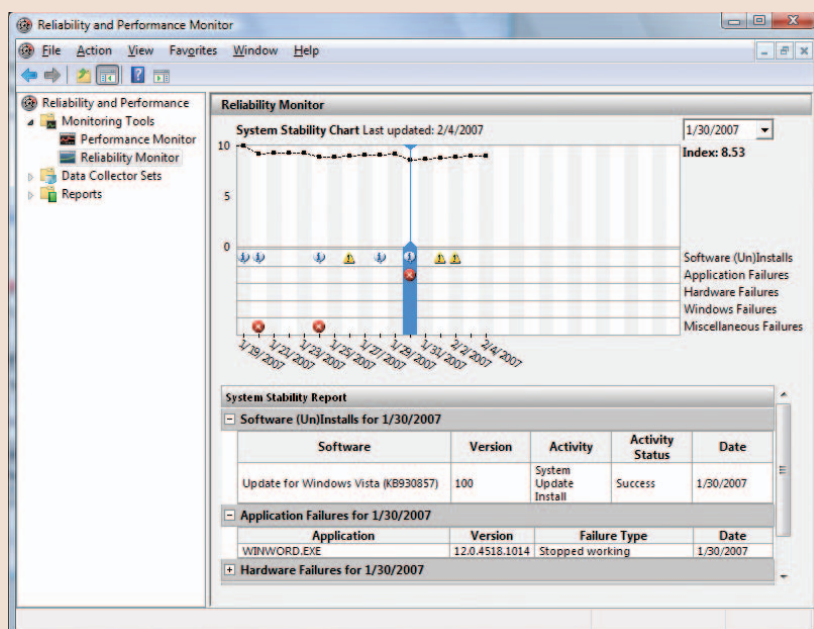 Reliability and Performance Monitor
File Action View Favorites Window Help
Reliability and Performance
Monitoring Tools
Performance Monitor
Reliability Monitor
Data Collector Sets
Reports
Reliability Monitor
System Stability Chart Last updated: 2/4/2007
1/30/2007
Index: 8.53
10
5
0
Software (Un)Installs
Application Failures
Hardware Failures
Windows Failures
Miscellaneous Failures
1/19/2007
1/21/2007
1/23/2007
1/25/2007
1/27/2007
1/29/2007
1/31/2007
2/2/2007
2/4/2007
System Stability Report
Software (Un)Installs for 1/30/2007
Software Version Activity Activity Status Date
Update for Windows Vista (KB930857) 100 System Update Install Success 1/30/2007
Application Failures for 1/30/2007
Application Version Failure Type Date
WINWORD.EXE 12.0.4518.1014 Stopped working 1/30/2007
Hardware Failures for 1/30/2007